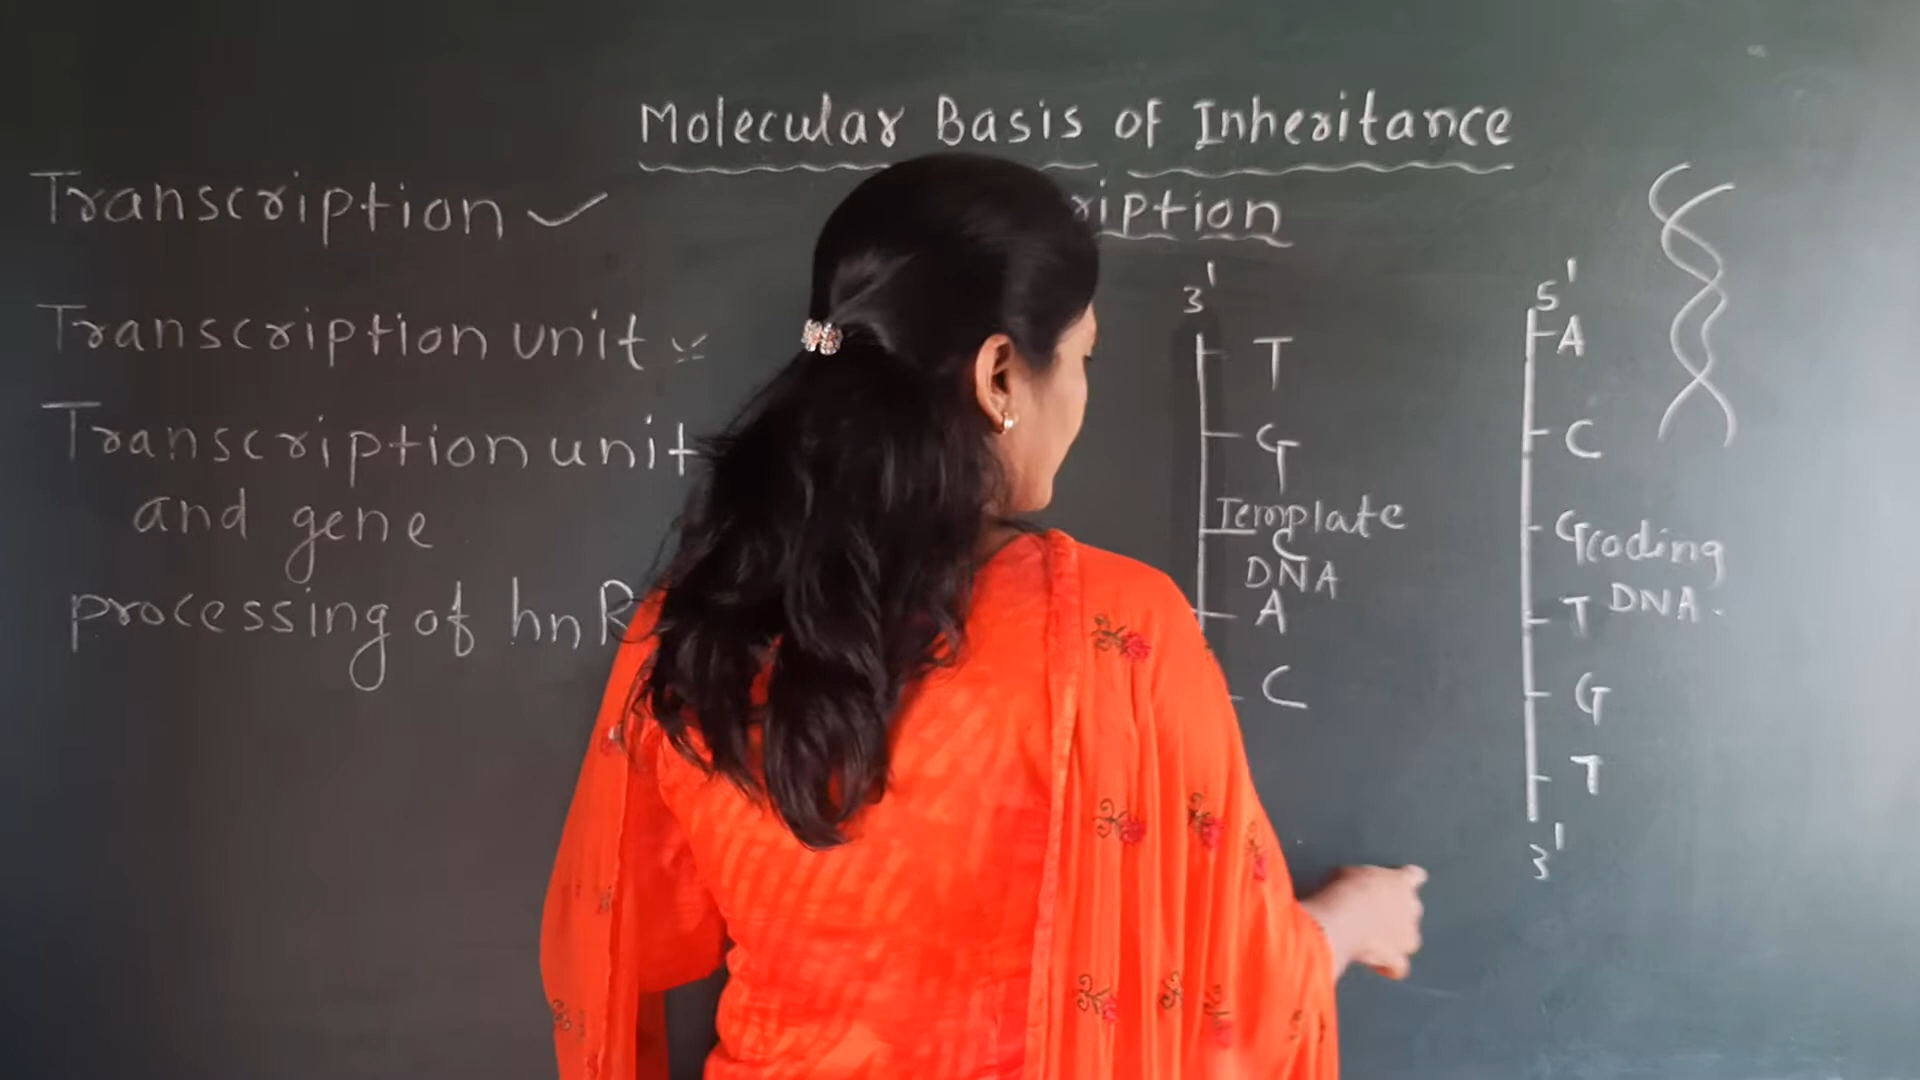 Molecular Basis of Inheritance
Transcription ✓
ription
Transcription unit
Transcription unit
and gene
processing of hnR
3'
T
G
Template
C
DNA
A
C
5'
A
C
G coding
T DNA.
G
T
3'